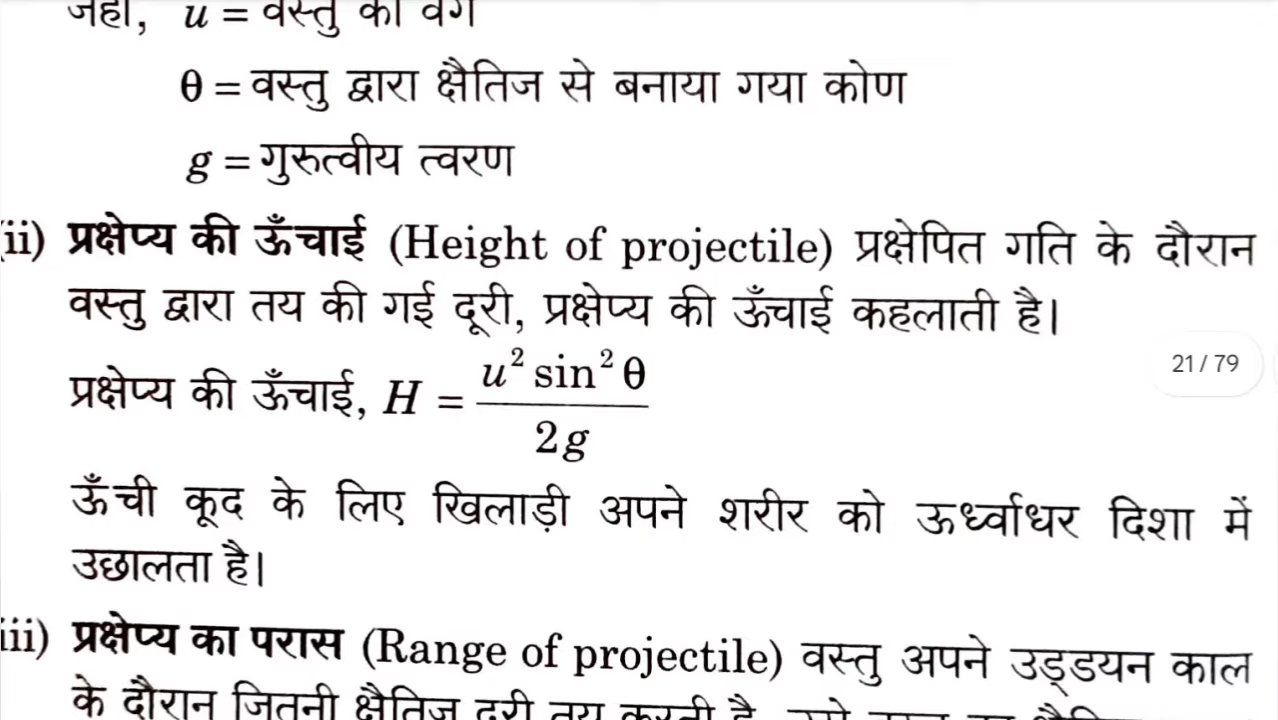 जहाँ, u = वस्तु का वेग
θ = वस्तु द्वारा क्षैतिज से बनाया गया कोण
g = गुरुत्वीय त्वरण
(ii) प्रक्षेप्य की ऊँचाई (Height of projectile) प्रक्षेपित गति के दौरान
वस्तु द्वारा तय की गई दूरी, प्रक्षेप्य की ऊँचाई कहलाती है।
21 / 79
प्रक्षेप्य की ऊँचाई, H = u² sin² θ / 2g
ऊँची कूद के लिए खिलाड़ी अपने शरीर को ऊर्ध्वाधर दिशा में
उछालता है।
iii) प्रक्षेप्य का परास (Range of projectile) वस्तु अपने उड्डयन काल
के दौरान जितनी क्षैतिज दूरी तय करती है